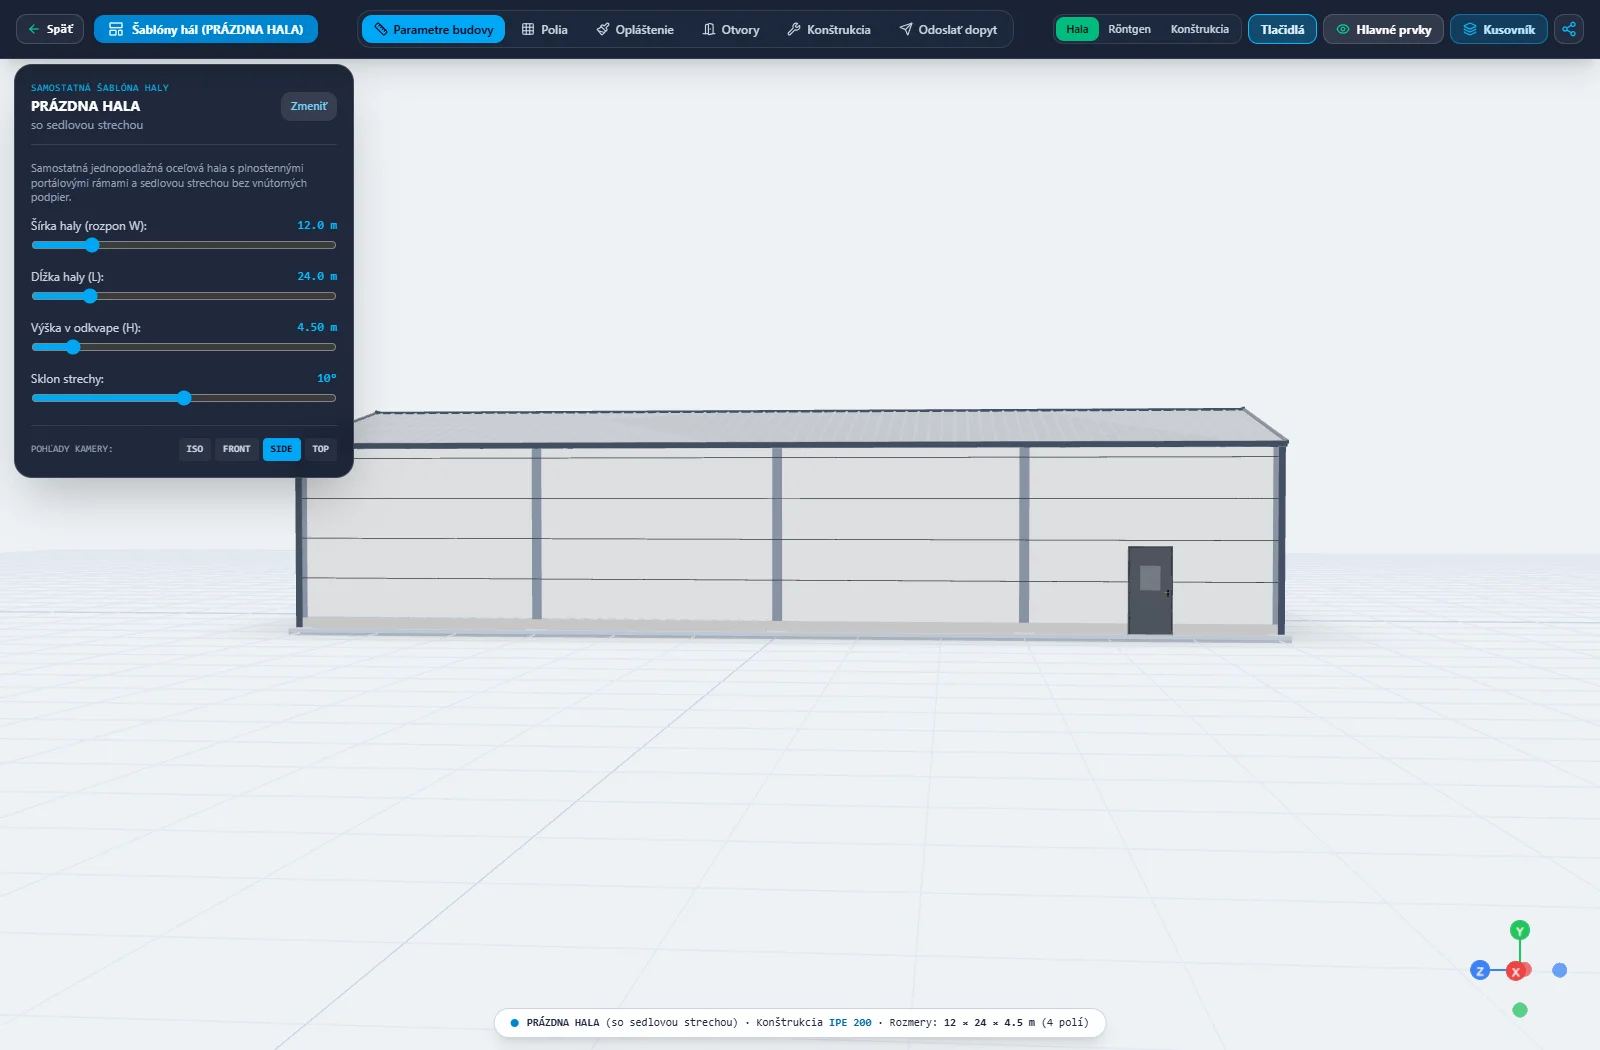 Späť
Šablóny hál (PRÁZDNA HALA)
Parametre budovy
Polia
Opláštenie
Otvory
Konštrukcia
Odoslať dopyt
Hala
Röntgen
Konštrukcia
Tlačidlá
Hlavné prvky
Kusovník
SAMOSTATNÁ ŠABLÓNA HALY
PRÁZDNA HALA
so sedlovou strechou
Zmeniť
Samostatná jednopodlažná oceľová hala s plnostennými
portálovými rámami a sedlovou strechou bez vnútorných
podpier.
Šírka haly (rozpon W): 12.0 m
Dĺžka haly (L): 24.0 m
Výška v odkvape (H): 4.50 m
Sklon strechy: 10°
POHĽADY KAMERY: ISO FRONT SIDE TOP
Y
Z X
PRÁZDNA HALA (so sedlovou strechou) · Konštrukcia IPE 200 · Rozmery: 12 × 24 × 4.5 m (4 polí)